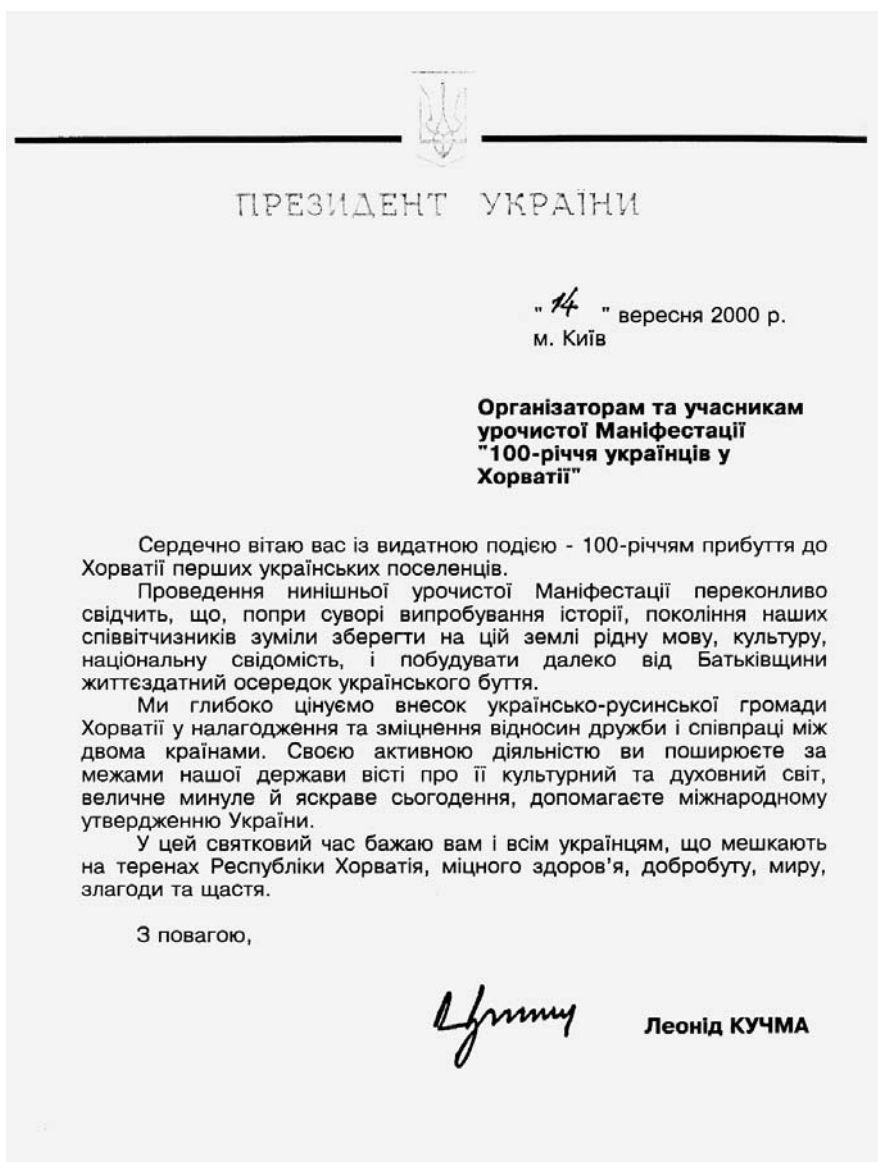 ПРЕЗИДЕНТ УКРАЇНИ
" 14 " вересня 2000 р.
м. Київ
Організаторам та учасникам
урочистої Маніфестації
"100-річчя українців у
Хорватії"
Сердечно вітаю вас із видатною подією - 100-річчям прибуття до
Хорватії перших українських поселенців.
Проведення нинішньої урочистої Маніфестації переконливо
свідчить, що, попри суворі випробування історії, покоління наших
співвітчизників зуміли зберегти на цій землі рідну мову, культуру,
національну свідомість, і побудувати далеко від Батьківщини
життєздатний осередок українського буття.
Ми глибоко цінуємо внесок українсько-русинської громади
Хорватії у налагодження та зміцнення відносин дружби і співпраці між
двома країнами. Своєю активною діяльністю ви поширюєте за
межами нашої держави вісті про її культурний та духовний світ,
величне минуле й яскраве сьогодення, допомагаєте міжнародному
утвердженню України.
У цей святковий час бажаю вам і всім українцям, що мешкають
на теренах Республіки Хорватія, міцного здоров'я, добробуту, миру,
злагоди та щастя.
З повагою,
Леонід КУЧМА